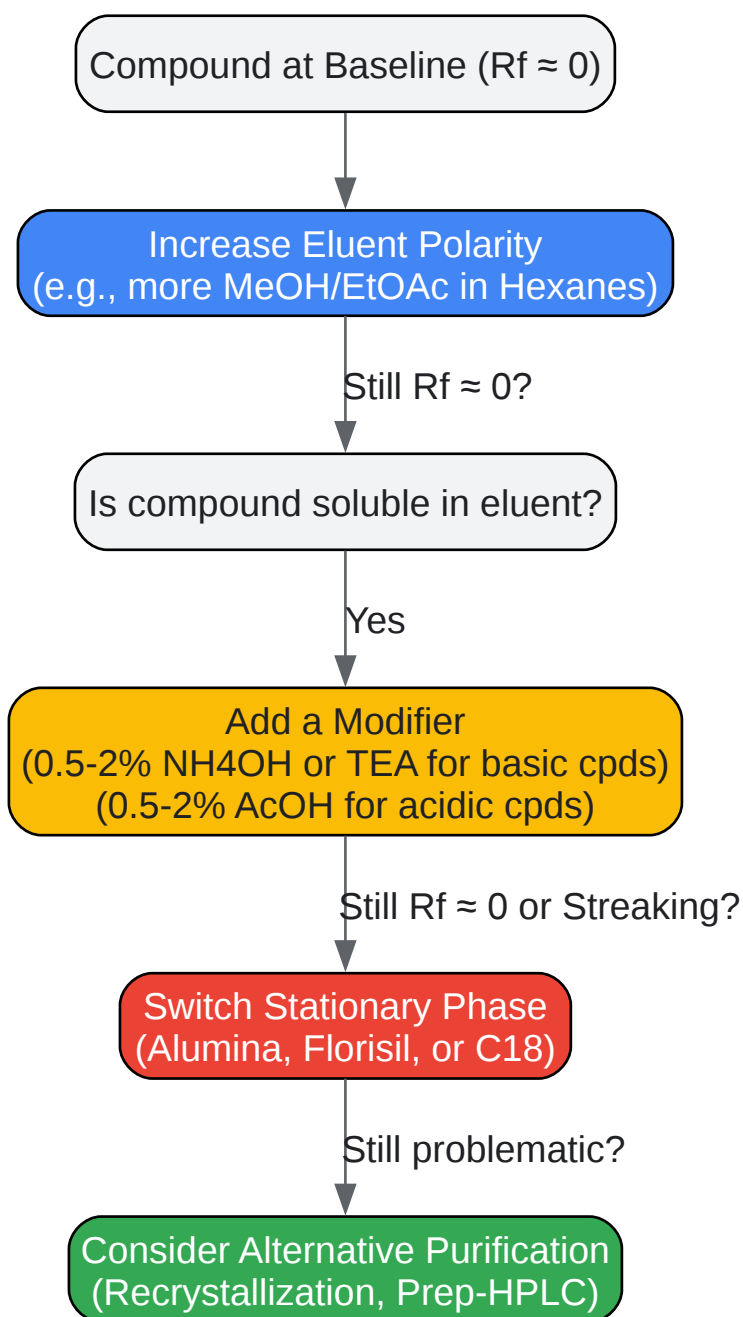 Compound at Baseline (Rf ≈ 0)
Increase Eluent Polarity
(e.g., more MeOH/EtOAc in Hexanes)
Still Rf ≈ 0?
Is compound soluble in eluent?
Yes
Add a Modifier
(0.5-2% NH4OH or TEA for basic cpds)
(0.5-2% AcOH for acidic cpds)
Still Rf ≈ 0 or Streaking?
Switch Stationary Phase
(Alumina, Florisil, or C18)
Still problematic?
Consider Alternative Purification
(Recrystallization, Prep-HPLC)